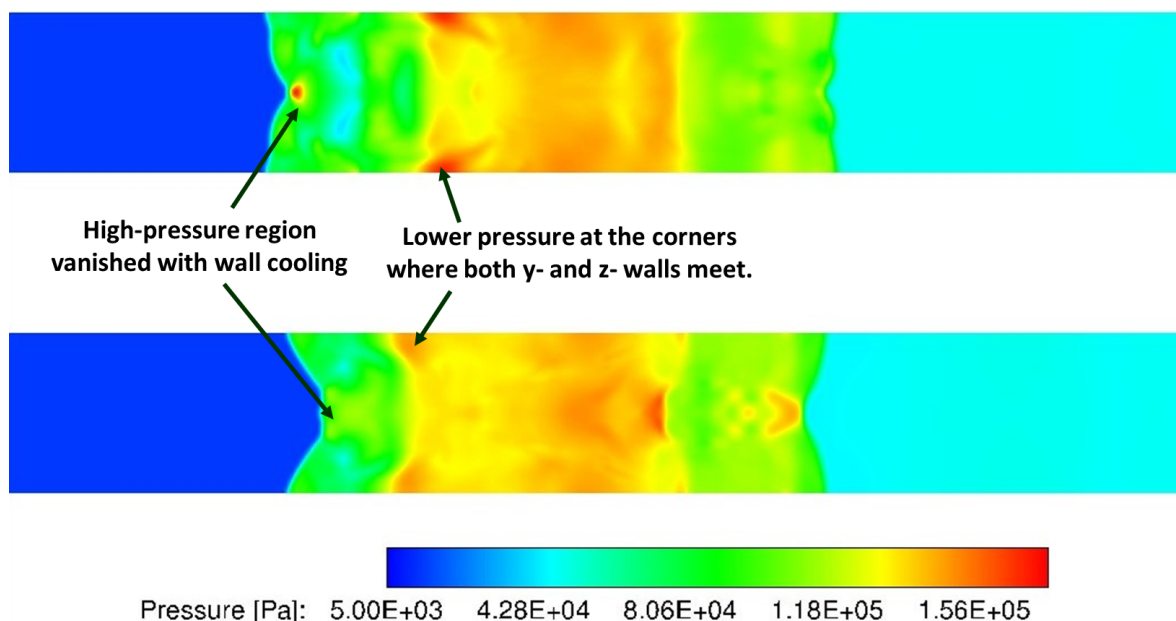 High-pressure region
vanished with wall cooling
Lower pressure at the corners
where both y- and z- walls meet.
Pressure [Pa]: 5.00E+03 4.28E+04 8.06E+04 1.18E+05 1.56E+05